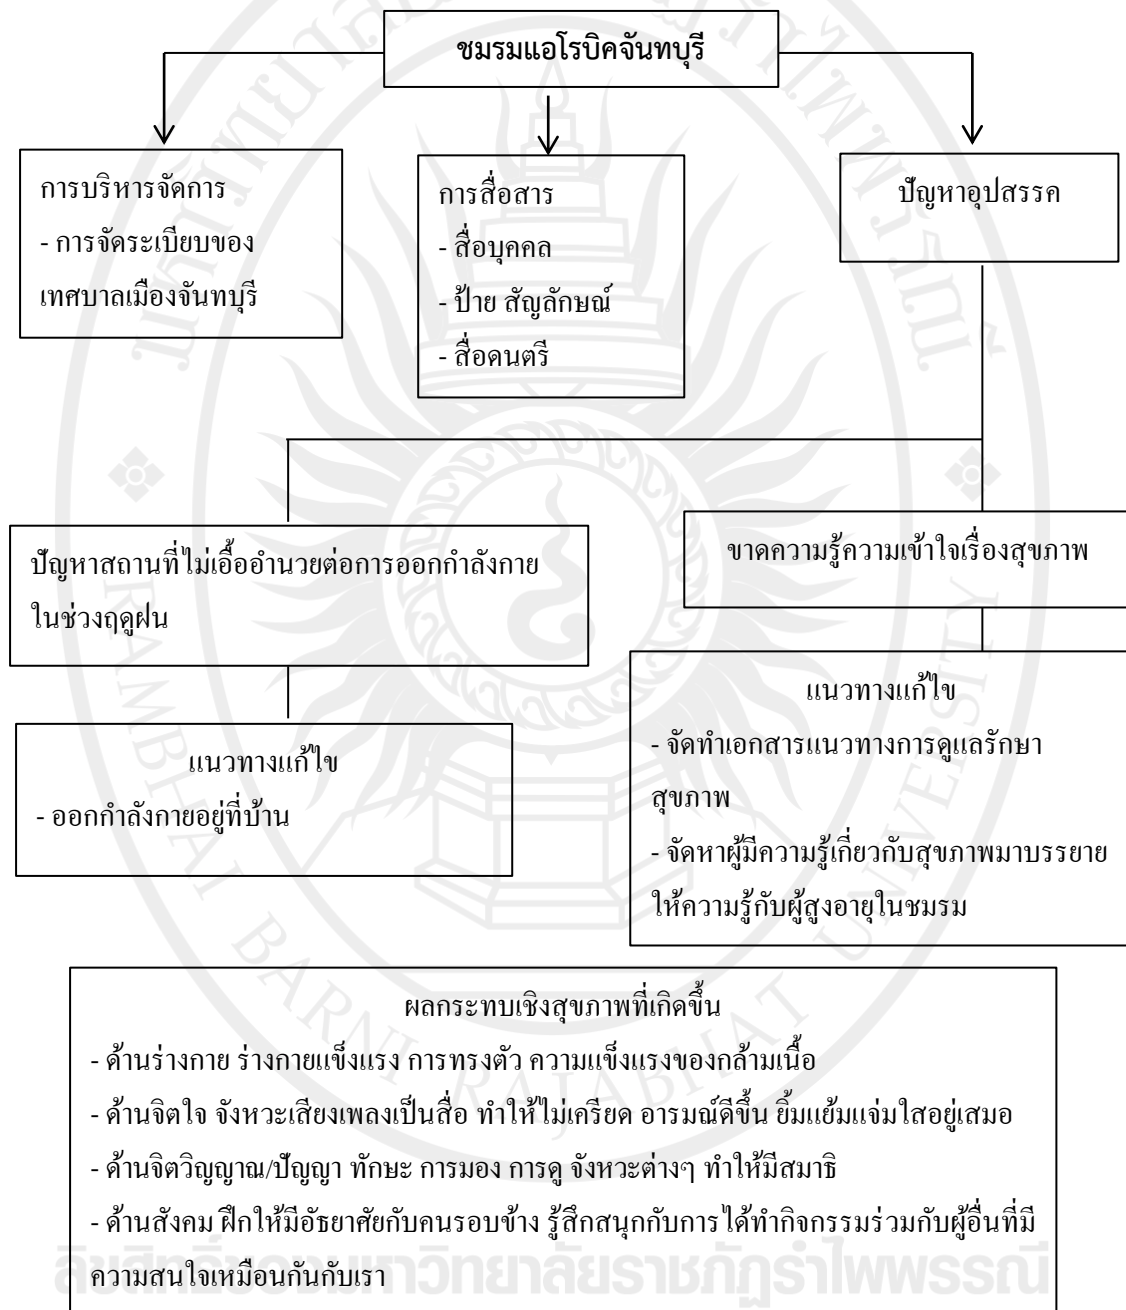 ชมรมแอโรบิคจันทบุรี
การบริหารจัดการ
- การจัดระเบียบของ
เทศบาลเมืองจันทบุรี
การสื่อสาร
- สื่อบุคคล
- ป้าย สัญลักษณ์
- สื่อดนตรี
ปัญหาอุปสรรค
ปัญหาสถานที่ไม่เอื้ออำนวยต่อการออกกำลังกาย
ในช่วงฤดูฝน
ขาดความรู้ความเข้าใจเรื่องสุขภาพ
แนวทางแก้ไข
- ออกกำลังกายอยู่ที่บ้าน
แนวทางแก้ไข
- จัดทำเอกสารแนวทางการดูแลรักษา
สุขภาพ
- จัดหาผู้มีความรู้เกี่ยวกับสุขภาพมาบรรยาย
ให้ความรู้กับผู้สูงอายุในชมรม
ผลกระทบเชิงสุขภาพที่เกิดขึ้น
- ด้านร่างกาย ร่างกายแข็งแรง การทรงตัว ความแข็งแรงของกล้ามเนื้อ
- ด้านจิตใจ จังหวะเสียงเพลงเป็นสื่อ ทำให้ไม่เครียด อารมณ์ดีขึ้น ยิ้มแย้มแจ่มใสอยู่เสมอ
- ด้านจิตวิญญาณ/ปัญญา ทักษะ การมอง การดู จังหวะต่างๆ ทำให้มีสมาธิ
- ด้านสังคม ฝึกให้มีอัธยาศัยกับคนรอบข้าง รู้สึกสนุกกับการได้ทำกิจกรรมร่วมกับผู้อื่นที่มี
ความสนใจเหมือนกันกับเรา
RAMBHAI BARNI RAJABHAT UNIVERSITY